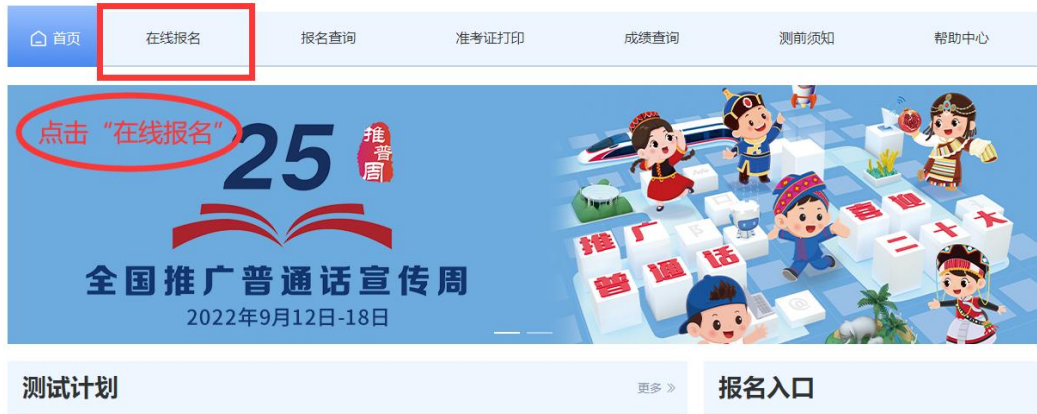 首页 在线报名 报名查询 准考证打印 成绩查询 测前须知 帮助中心
点击“在线报名”
25
推普周
全国推广普通话宣传周
2022年9月12日-18日
推广普通话
喜迎二十大
测试计划 更多 》 报名入口